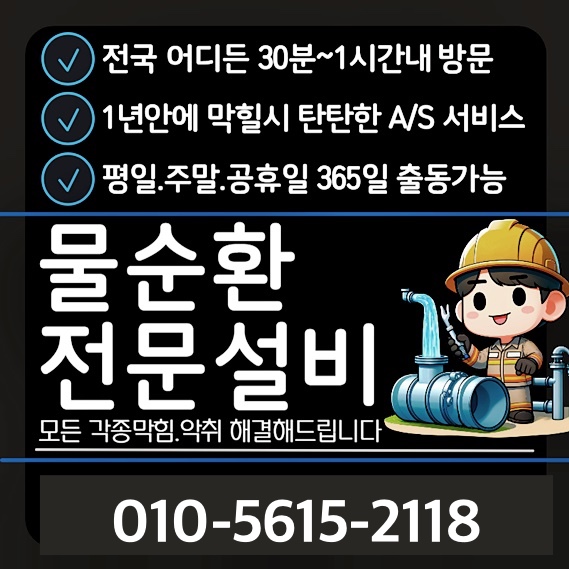 전국 어디든 30분~1시간내 방문
1년안에 막힐시 탄탄한 A/S 서비스
평일.주말.공휴일 365일 출동가능
물순환
전문설비
모든 각종막힘.악취 해결해드립니다
010-5615-2118